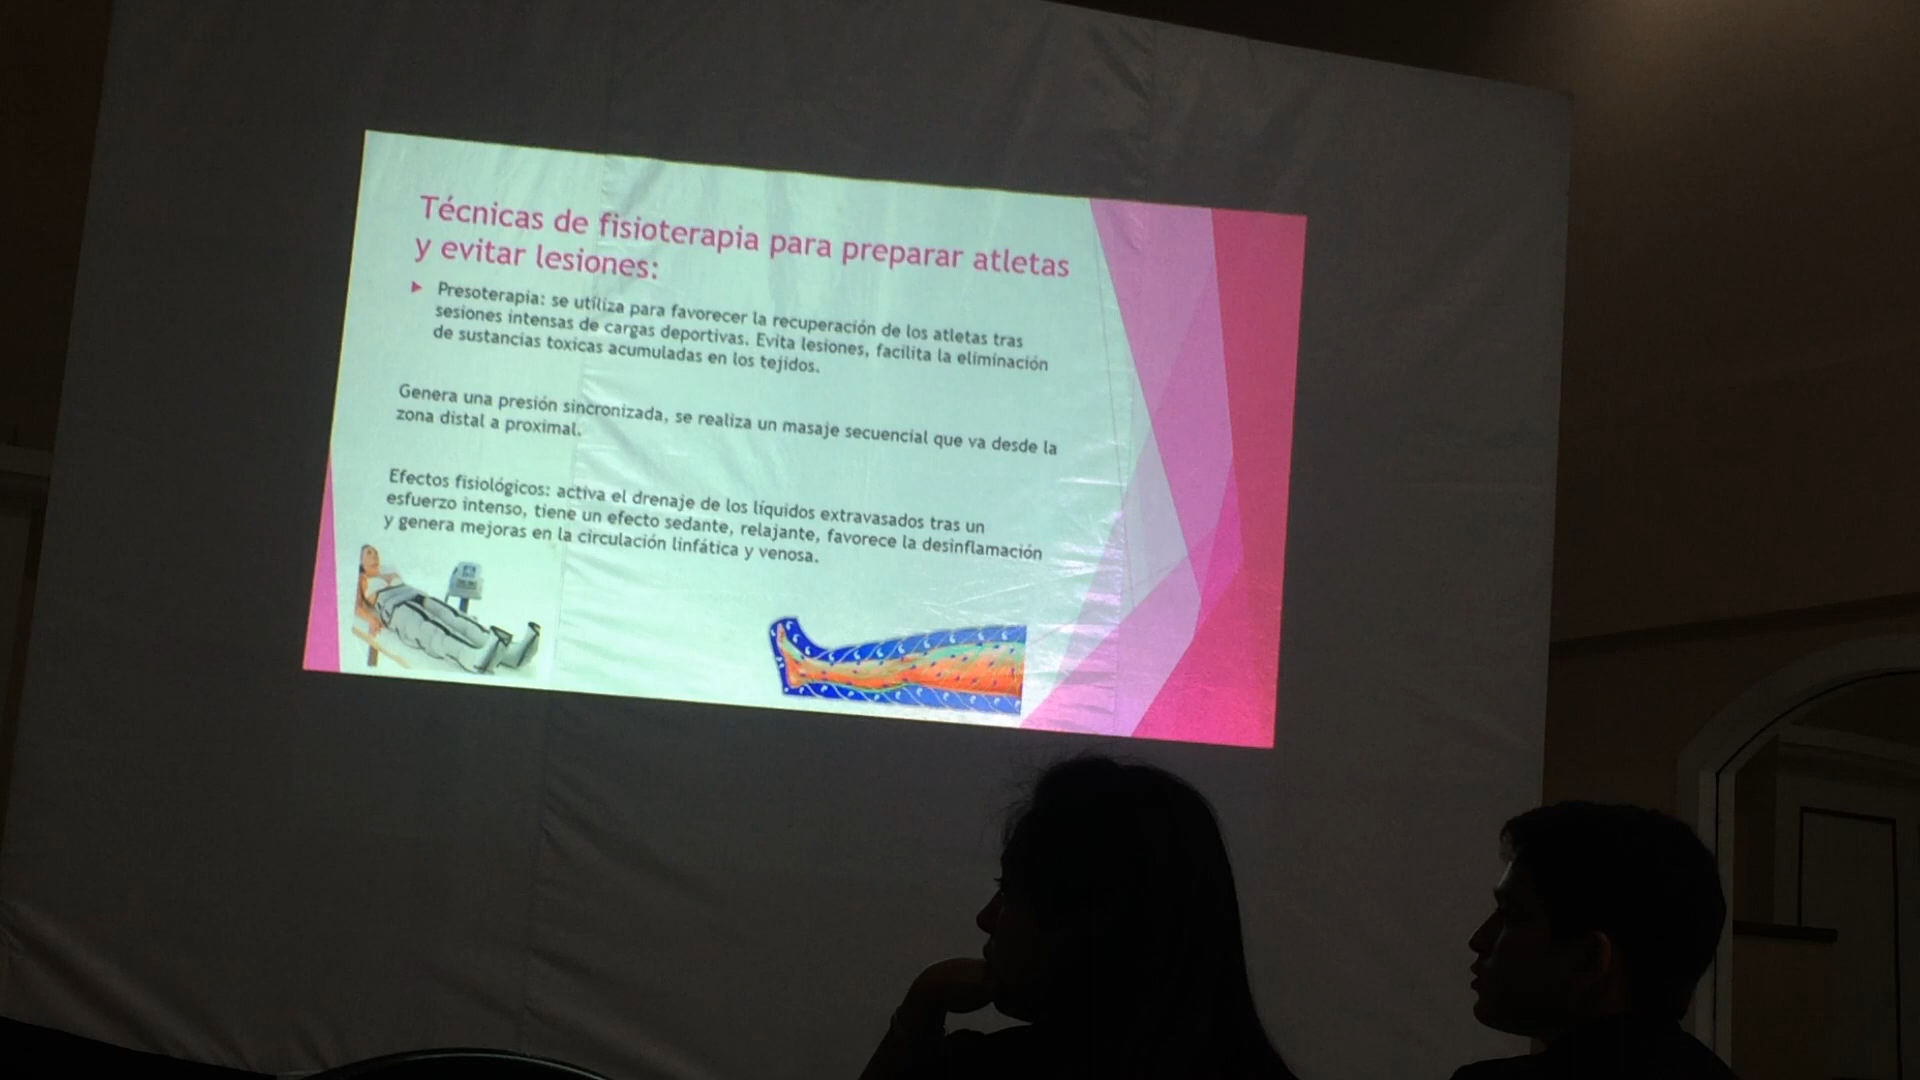 Técnicas de fisioterapia para preparar atletas
y evitar lesiones:
Presoterapia: se utiliza para favorecer la recuperación de los atletas tras
sesiones intensas de cargas deportivas. Evita lesiones, facilita la eliminación
de sustancias toxicas acumuladas en los tejidos.
Genera una presión sincronizada, se realiza un masaje secuencial que va desde la
zona distal a proximal.
Efectos fisiológicos: activa el drenaje de los líquidos extravasados tras un
esfuerzo intenso, tiene un efecto sedante, relajante, favorece la desinflamación
y genera mejoras en la circulación linfática y venosa.